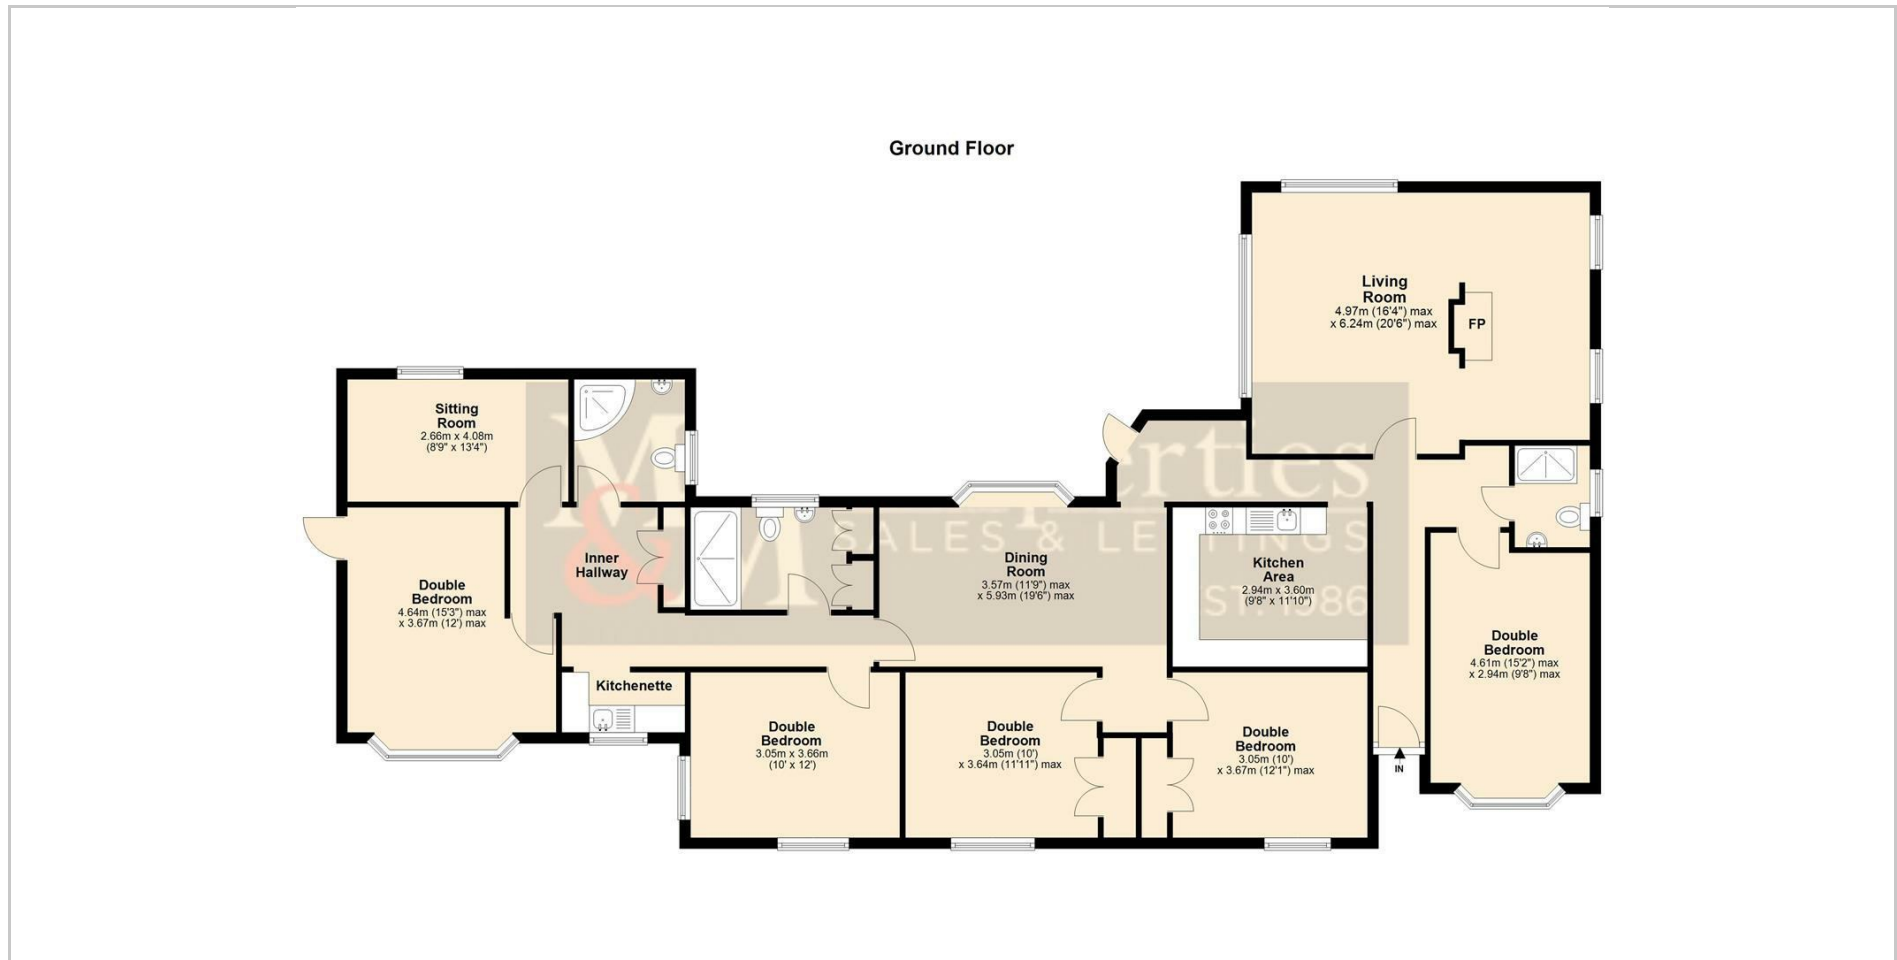 Ground Floor
Living
Room
4.97m (16'4") max
x 6.24m (20'6") max
FP
Sitting
Room
2.66m x 4.08m
(8'9" x 13'4")
Inner
Hallway
Double
Bedroom
4.64m (15'3") max
x 3.67m (12') max
Kitchenette
Dining
Room
3.57m (11'9") max
x 5.93m (19'6") max
Kitchen
Area
2.94m x 3.60m
(9'8" x 11'10")
Double
Bedroom
4.61m (15'2") max
x 2.94m (9'8") max
Double
Bedroom
3.05m x 3.66m
(10' x 12')
Double
Bedroom
3.05m (10')
x 3.64m (11'11") max
Double
Bedroom
3.05m (10')
x 3.67m (12'1") max
IN
M&M
SALES & LETTINGS